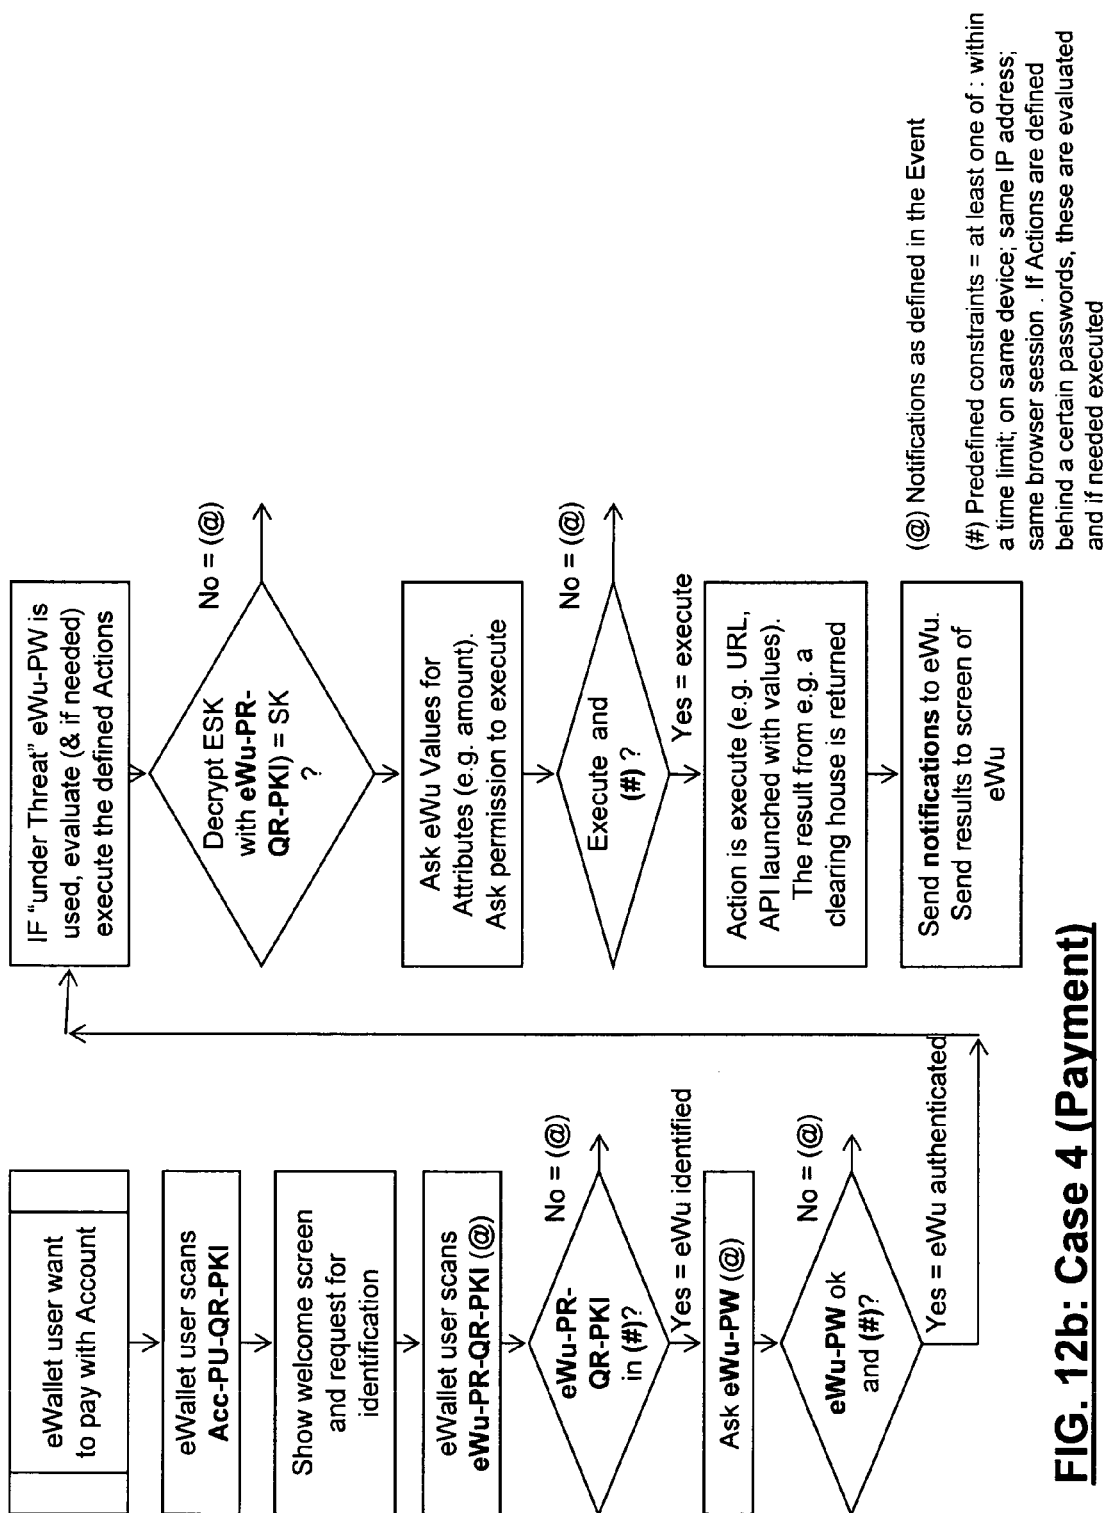 eWallet user want
to pay with Account
eWallet user scans
Acc-PU-QR-PKI
Show welcome screen
and request for
identification
eWallet user scans
eWu-PR-QR-PKI (@)
eWu-PR-
QR-PKI
in (#)?
No = (@)
Yes = eWu identified
Ask eWu-PW (@)
eWu-PW ok
and (#)?
No = (@)
Yes = eWu authenticated
IF “under Threat” eWu-PW is
used, evaluate (& if needed)
execute the defined Actions
Decrypt ESK
with eWu-PR-
QR-PKI) = SK
?
No = (@)
Ask eWu Values for
Attributes (e.g. amount).
Ask permission to execute
Execute and
(#) ?
No = (@)
Yes = execute
Action is execute (e.g. URL,
API launched with values).
The result from e.g. a
clearing house is returned
Send notifications to eWu.
Send results to screen of
eWu
(@) Notifications as defined in the Event
(#) Predefined constraints = at least one of : within
a time limit; on same device; same IP address;
same browser session . If Actions are defined
behind a certain passwords, these are evaluated
and if needed executed
FIG. 12b: Case 4 (Payment)